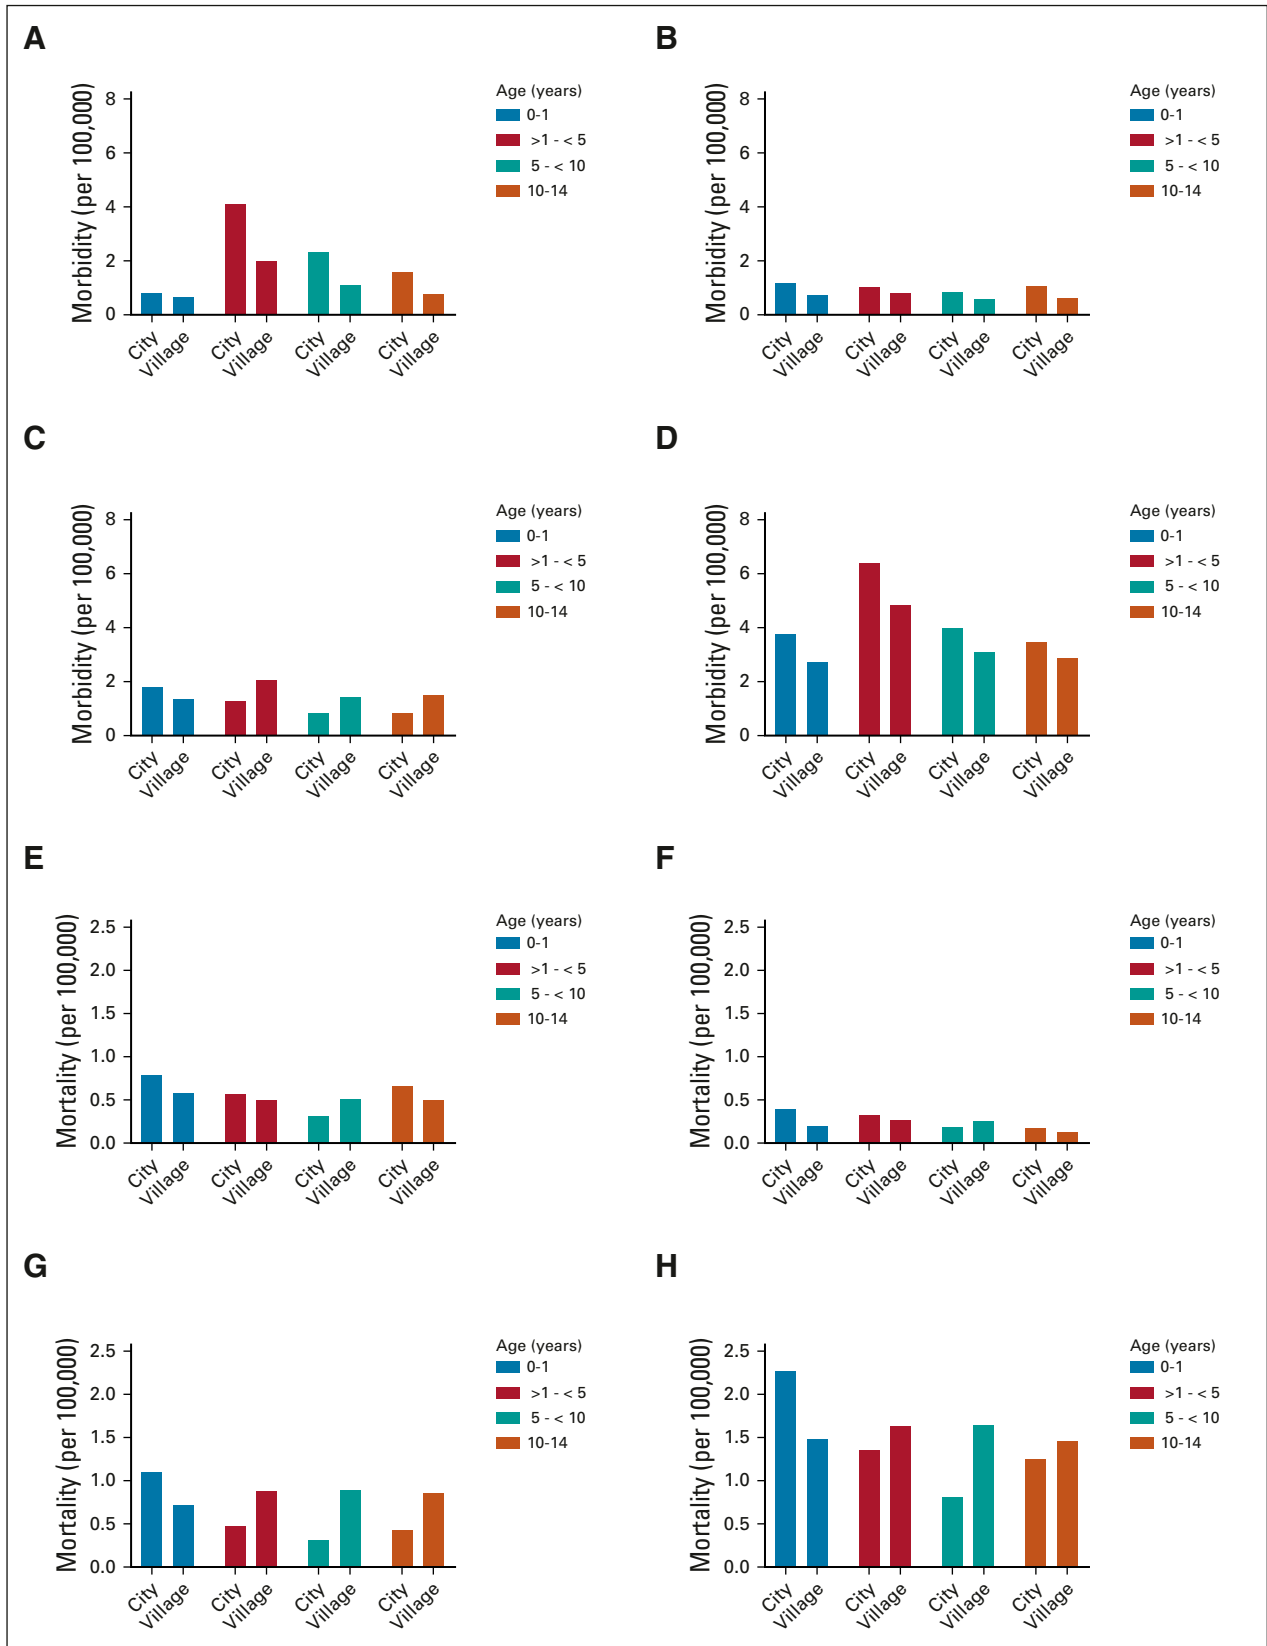 A
Morbidity (per 100,000)
8
6
4
2
0
City
Village
City
Village
City
Village
City
Village
Age (years)
0-1
>1 - < 5
5 - < 10
10-14
B
Morbidity (per 100,000)
8
6
4
2
0
City
Village
City
Village
City
Village
City
Village
Age (years)
0-1
>1 - < 5
5 - < 10
10-14
C
Morbidity (per 100,000)
8
6
4
2
0
City
Village
City
Village
City
Village
City
Village
Age (years)
0-1
>1 - < 5
5 - < 10
10-14
D
Morbidity (per 100,000)
8
6
4
2
0
City
Village
City
Village
City
Village
City
Village
Age (years)
0-1
>1 - < 5
5 - < 10
10-14
E
Mortality (per 100,000)
2.5
2.0
1.5
1.0
0.5
0.0
City
Village
City
Village
City
Village
City
Village
Age (years)
0-1
>1 - < 5
5 - < 10
10-14
F
Mortality (per 100,000)
2.5
2.0
1.5
1.0
0.5
0.0
City
Village
City
Village
City
Village
City
Village
Age (years)
0-1
>1 - < 5
5 - < 10
10-14
G
Mortality (per 100,000)
2.5
2.0
1.5
1.0
0.5
0.0
City
Village
City
Village
City
Village
City
Village
Age (years)
0-1
>1 - < 5
5 - < 10
10-14
H
Mortality (per 100,000)
2.5
2.0
1.5
1.0
0.5
0.0
City
Village
City
Village
City
Village
City
Village
Age (years)
0-1
>1 - < 5
5 - < 10
10-14